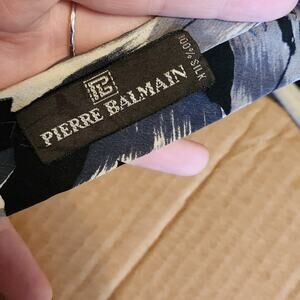 PB
PIERRE BALMAIN
100% SILK